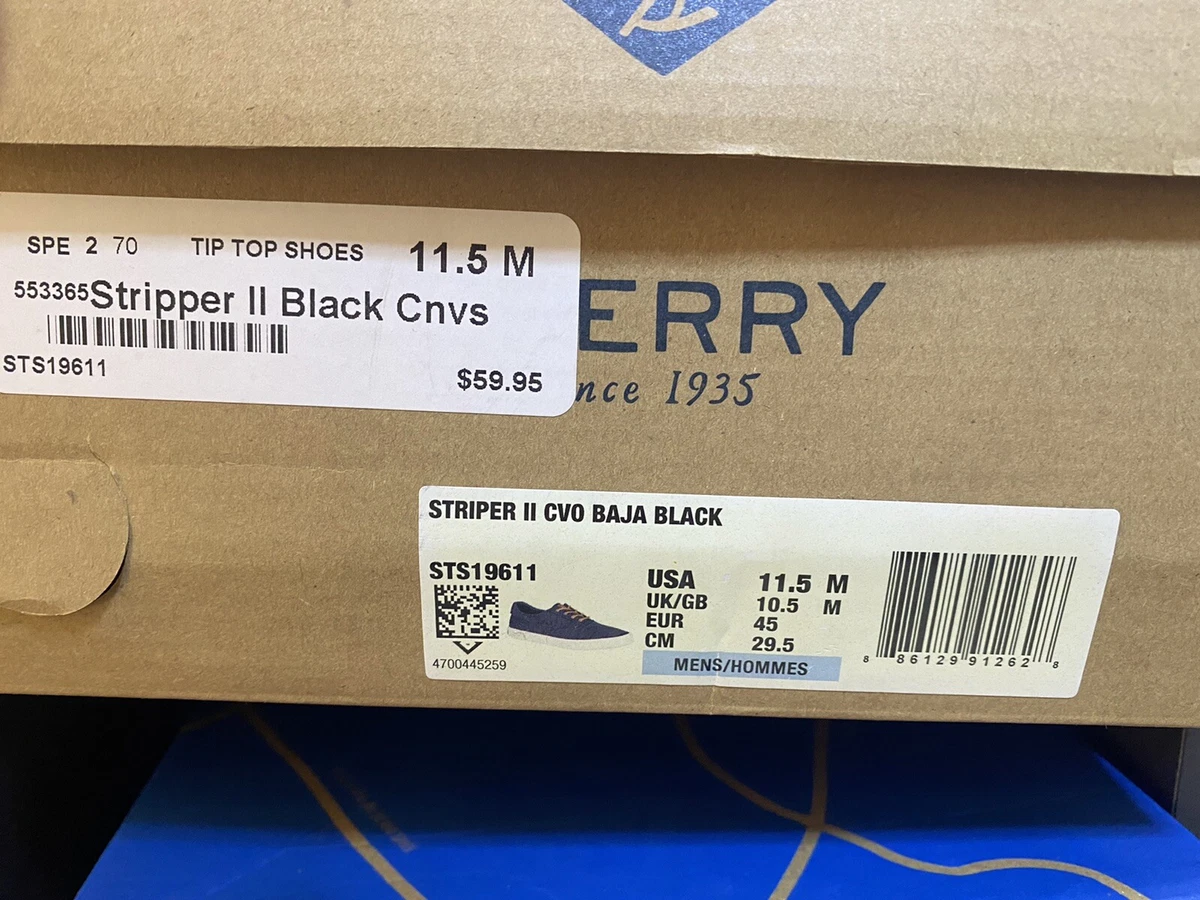 SPE 2 70 TIP TOP SHOES 11.5 M
553365 Stripper II Black Cnvs
STS19611
$59.95
ERRY
nce 1935
STRIPER II CVO BAJA BLACK
STS19611
4700445259
USA 11.5 M
UK/GB 10.5 M
EUR 45
CM 29.5
MENS/HOMMES
8 86129 91262 8